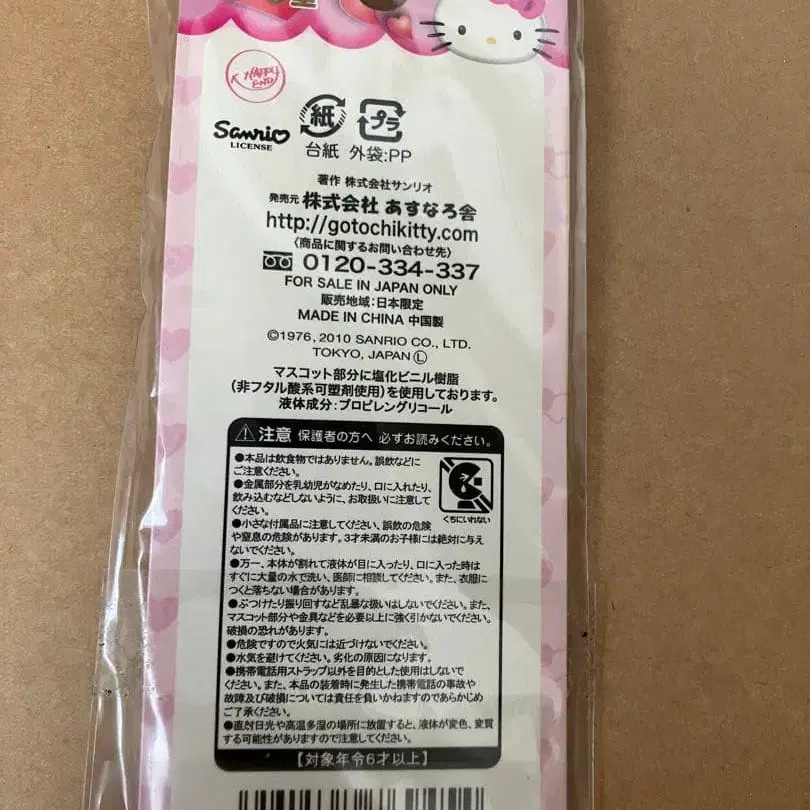 K HAPPY END
Sanrio
LICENSE
紙 プラ
台紙 外袋:PP
著作 株式会社サンリオ
発売元 株式会社 あすなろ舎
http://gotochikitty.com
〈商品に関するお問い合わせ先〉
0120-334-337
FOR SALE IN JAPAN ONLY
販売地域:日本限定
MADE IN CHINA 中国製
©1976, 2010 SANRIO CO., LTD.
TOKYO, JAPAN Ⓛ
マスコット部分に塩化ビニル樹脂
(非フタル酸系可塑剤使用)を使用しております。
液体成分:プロピレングリコール
⚠注意 保護者の方へ 必ずお読みください。
●本品は飲食物ではありません。誤飲などに
ご注意ください。
●金属部分を乳幼児がなめたり、口に入れたり、
飲み込むなどしないように、お取扱いに注意して
ください。
くちにいれない
●小さな付属品に注意してください、誤飲の危険
や窒息の危険があります。3才未満のお子様には絶対に与え
ないでください。
●万一、本体が割れて液体が目に入ったり、口に入った時は
すぐに大量の水で洗い、医師に相談してください。また、衣服に
つくと落ちない場合があります。
●ぶつけたり振り回すなど乱暴な扱いはしないでください。また、
マスコット部分や金具などを必要以上に強く引かないでください。
破損の恐れがあります。
●危険ですので火気には近づけないでください。
●水気を避けてください。劣化の原因になります。
●携帯電話用ストラップ以外を目的とした使用はしないで
ください。また、本品の装着時に発生した携帯電話の事故や
故障及び破損については責任を負いかねますのであらかじめ
ご了承ください。
●直射日光や高温多湿の場所に放置すると、液体が変色、変質
する可能性がありますので注意してください。
【対象年令6才以上】